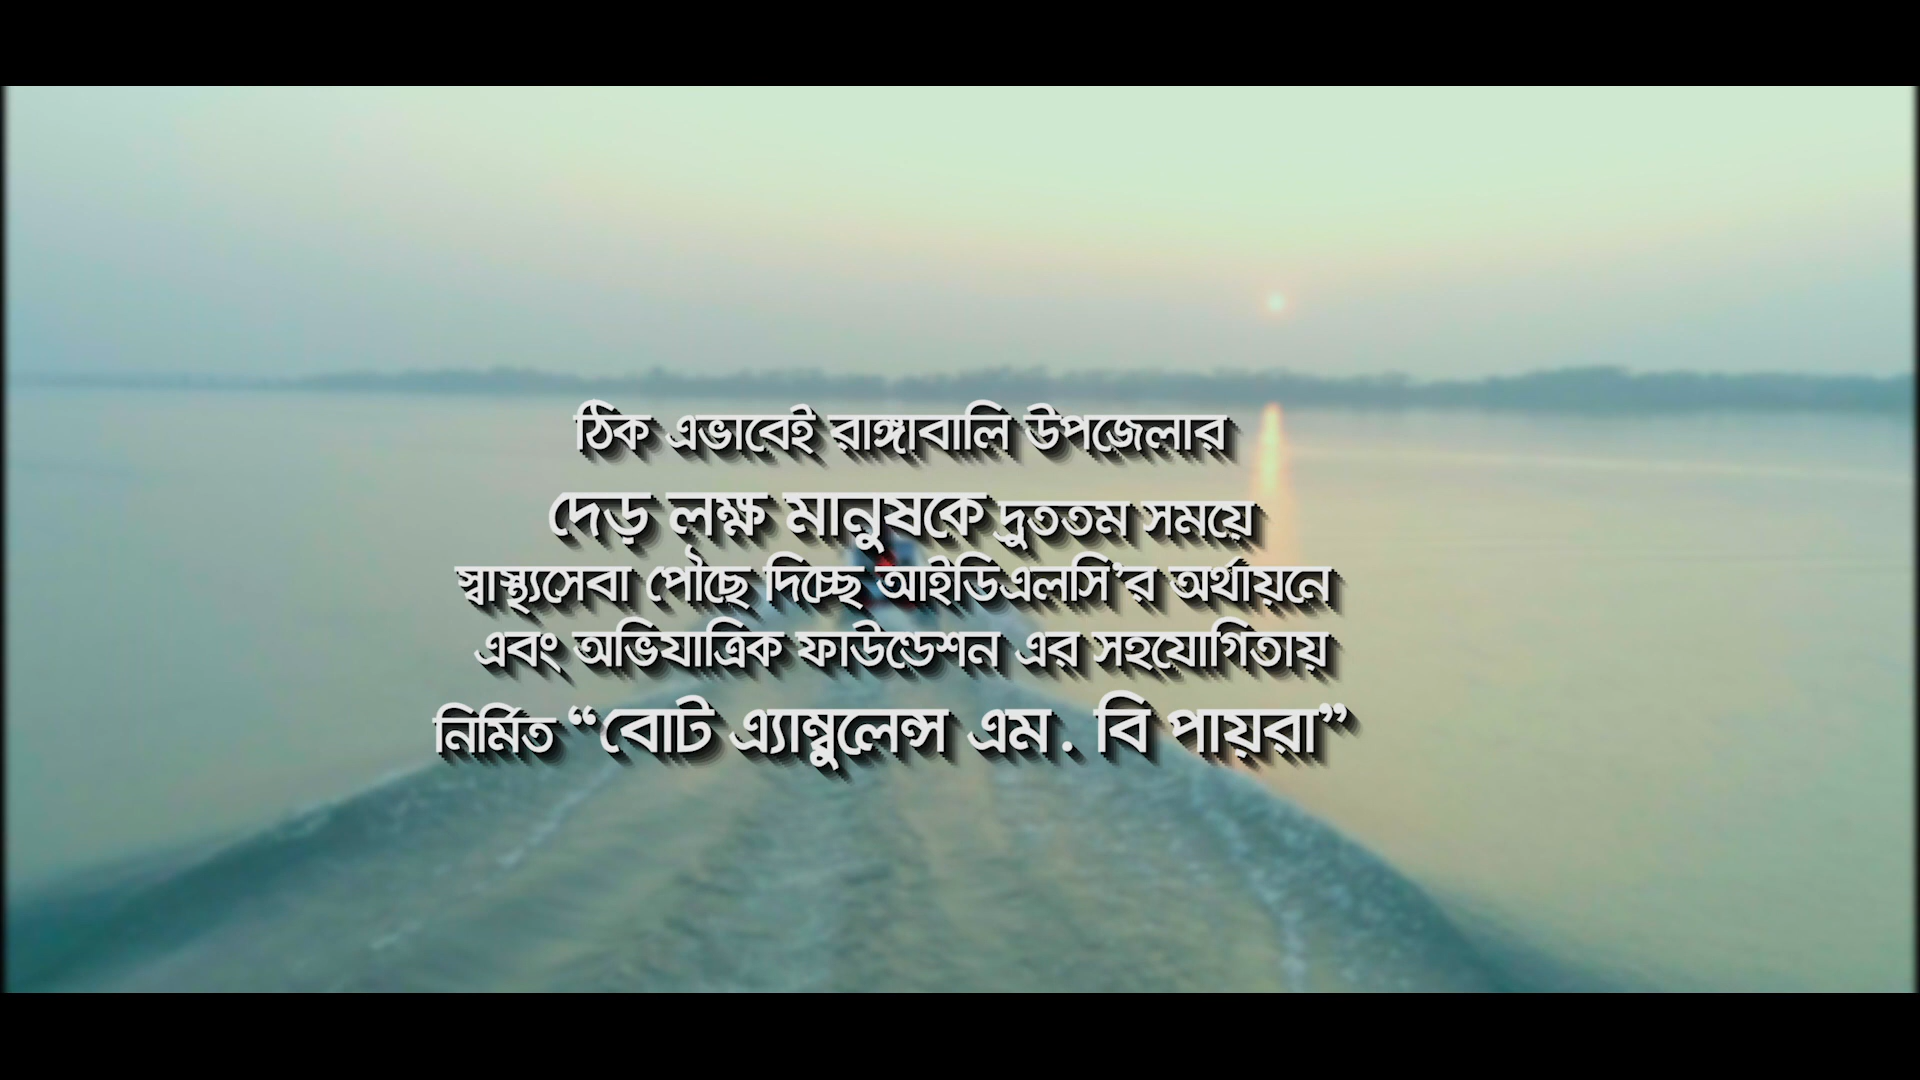 ঠিক এভাবেই রাঙ্গাবালি উপজেলার
দেড় লক্ষ মানুষকে দ্রুততম সময়ে
স্বাস্থ্যসেবা পৌছে দিচ্ছে আইডিএলসি’র অর্থায়নে
এবং অভিযাত্রিক ফাউন্ডেশন এর সহযোগিতায়
নির্মিত “বোট এ্যাম্বুলেন্স এম. বি পায়রা”